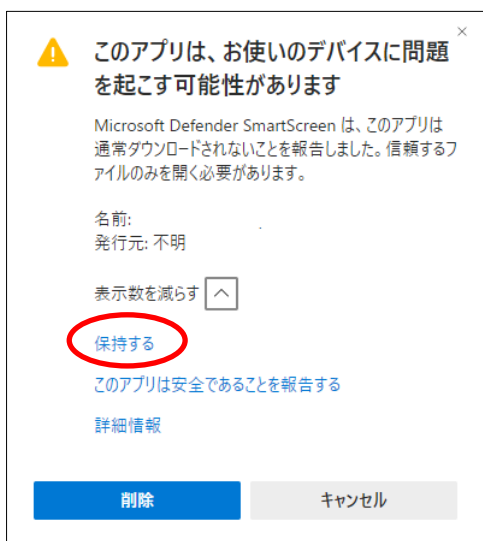 このアプリは、お使いのデバイスに問題
を起こす可能性があります
Microsoft Defender SmartScreen は、このアプリは
通常ダウンロードされないことを報告しました。信頼するフ
ァイルのみを開く必要があります。
名前:
発行元: 不明
表示数を減らす
保持する
このアプリは安全であることを報告する
詳細情報
削除
キャンセル